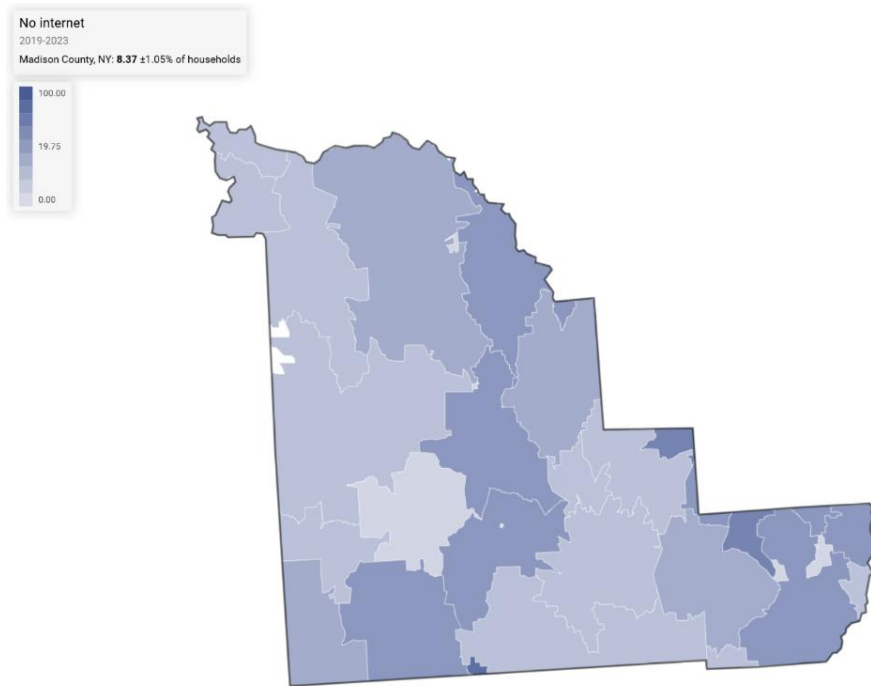 No internet
2019-2023
Madison County, NY: 8.37 ±1.05% of households
100.00
19.75
0.00